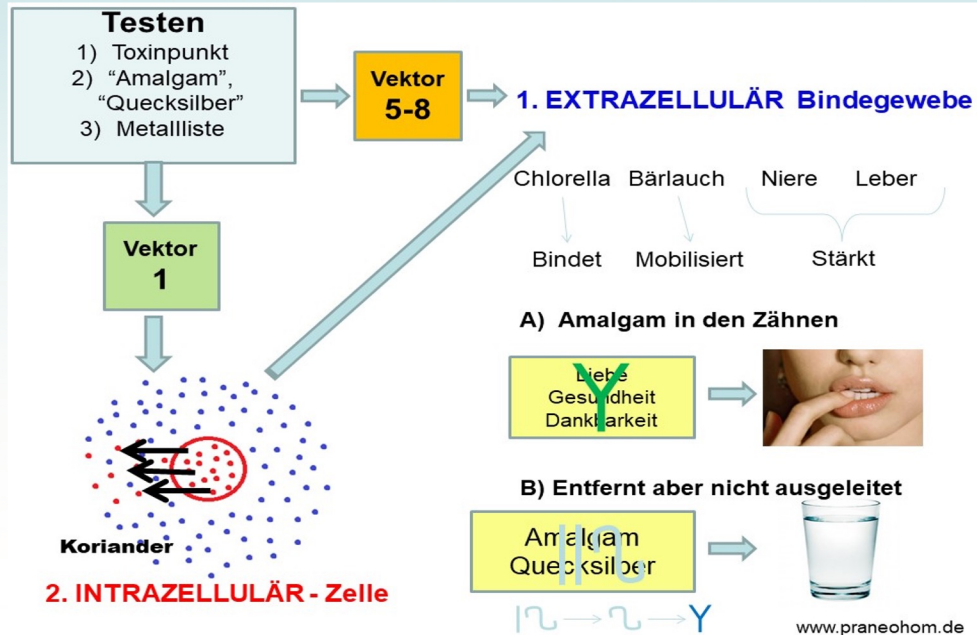 Testen
1) Toxinpunkt
2) “Amalgam”,
“Quecksilber”
3) Metallliste
Vektor
5-8
1. EXTRAZELLULÄR Bindegewebe
Chlorella Bärlauch Niere Leber
Bindet Mobilisiert Stärkt
Vektor
1
A) Amalgam in den Zähnen
Liebe
Gesundheit
Dankbarkeit
Y
B) Entfernt aber nicht ausgeleitet
Amalgam
Quecksilber
Koriander
2. INTRAZELLULÄR - Zelle
Y
www.praneohom.de